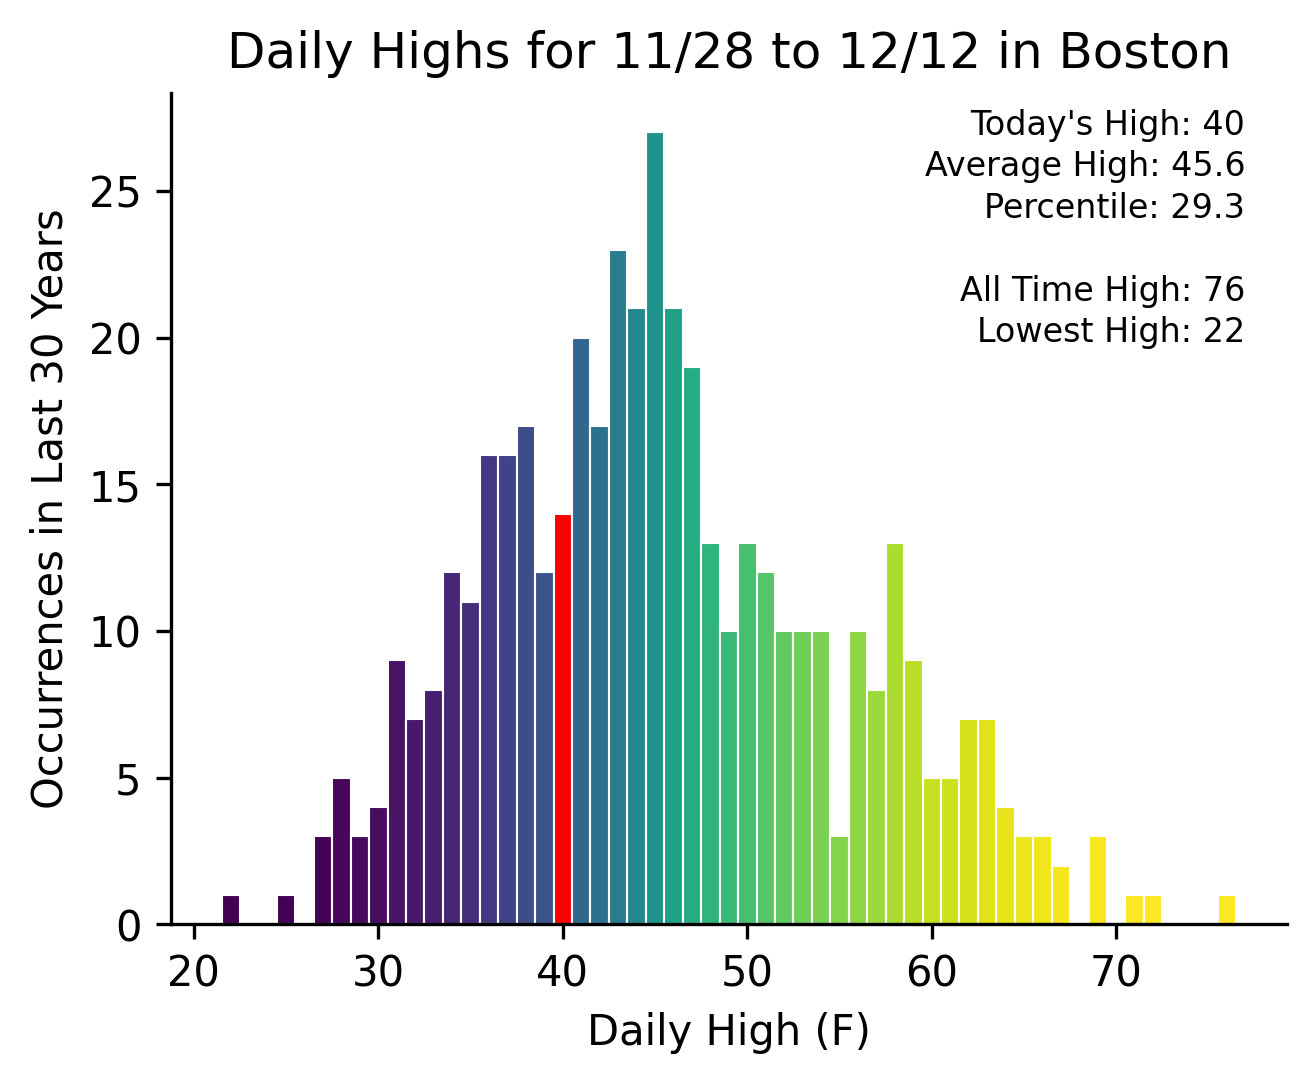 Daily Highs for 11/28 to 12/12 in Boston
Today's High: 40
Average High: 45.6
Percentile: 29.3
All Time High: 76
Lowest High: 22
Occurrences in Last 30 Years
25
20
15
10
5
0
20 30 40 50 60 70
Daily High (F)